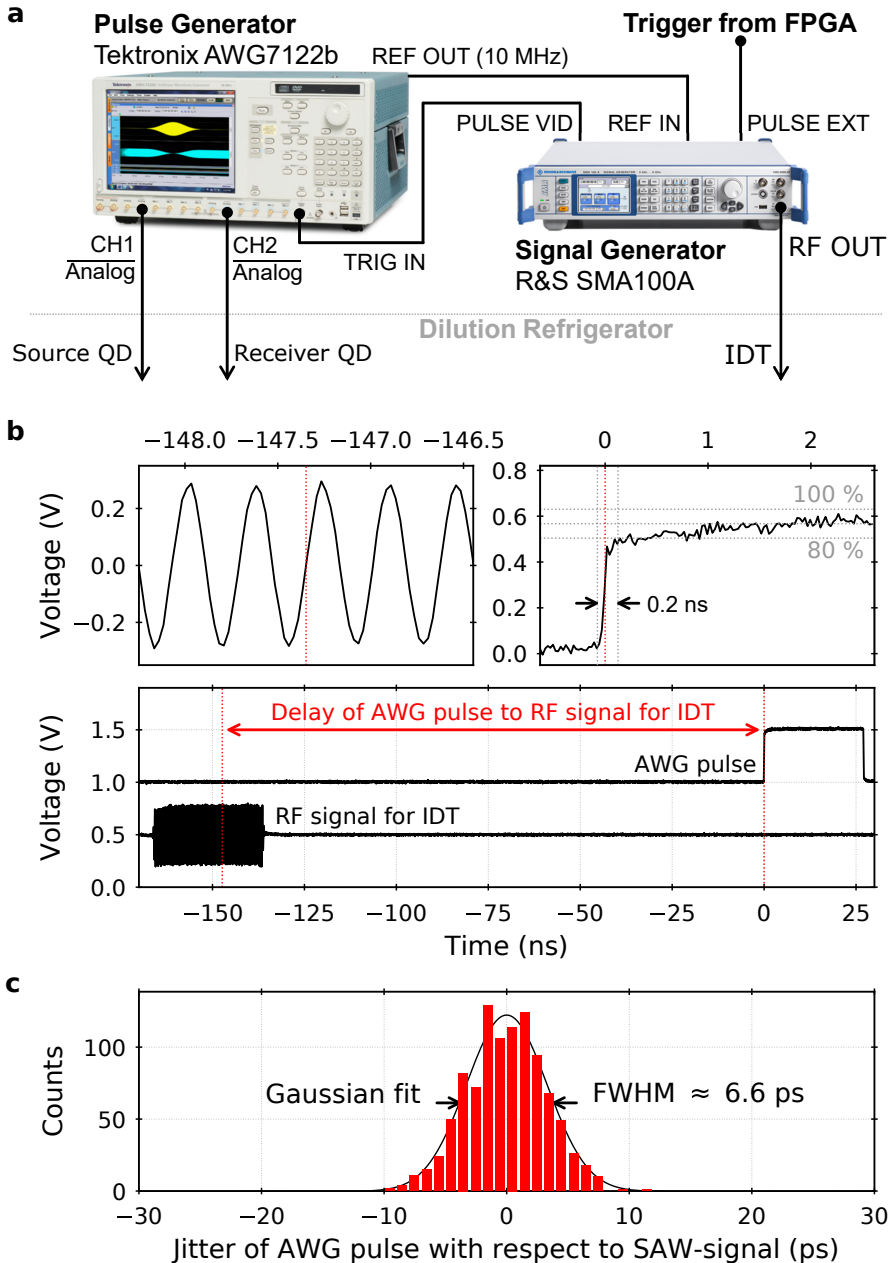 a
Pulse Generator
Tektronix AWG7122b
Trigger from FPGA
REF OUT (10 MHz)
PULSE VID
REF IN
PULSE EXT
Tektronix
CH1
Analog
CH2
Analog
TRIG IN
Signal Generator
R&S SMA100A
RF OUT
Dilution Refrigerator
Source QD
Receiver QD
IDT
b
−148.0 −147.5 −147.0 −146.5
0 1 2
Voltage (V)
0.2
0.0
−0.2
0.8
0.6
0.4
0.2
0.0
100 %
80 %
0.2 ns
Voltage (V)
1.5
1.0
0.5
0.0
Delay of AWG pulse to RF signal for IDT
AWG pulse
RF signal for IDT
−150 −125 −100 −75 −50 −25 0 25
Time (ns)
c
Counts
100
50
0
Gaussian fit
FWHM ≈ 6.6 ps
−30 −20 −10 0 10 20 30
Jitter of AWG pulse with respect to SAW-signal (ps)